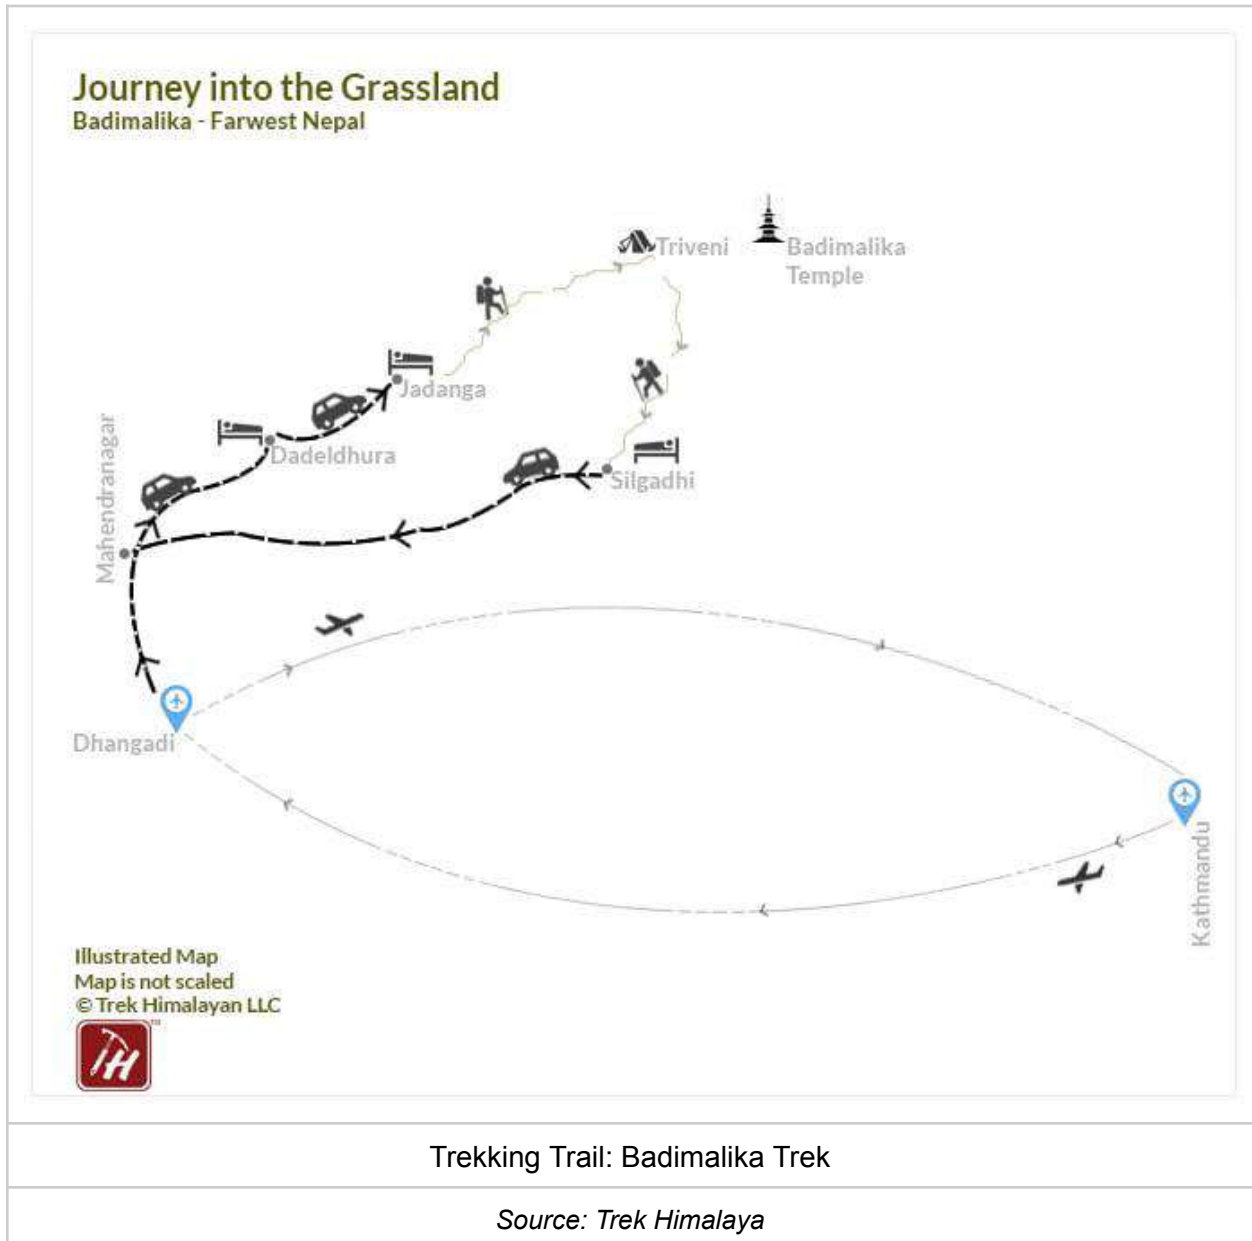 Journey into the Grassland
Badimalika - Farwest Nepal
Triveni
Badimalika
Temple
Jadanga
Mahendranagar
Dadeldhura
Silgadhi
Dhangadi
Kathmandu
Illustrated Map
Map is not scaled
© Trek Himalayan LLC
TH
TM
Trekking Trail: Badimalika Trek
Source: Trek Himalaya